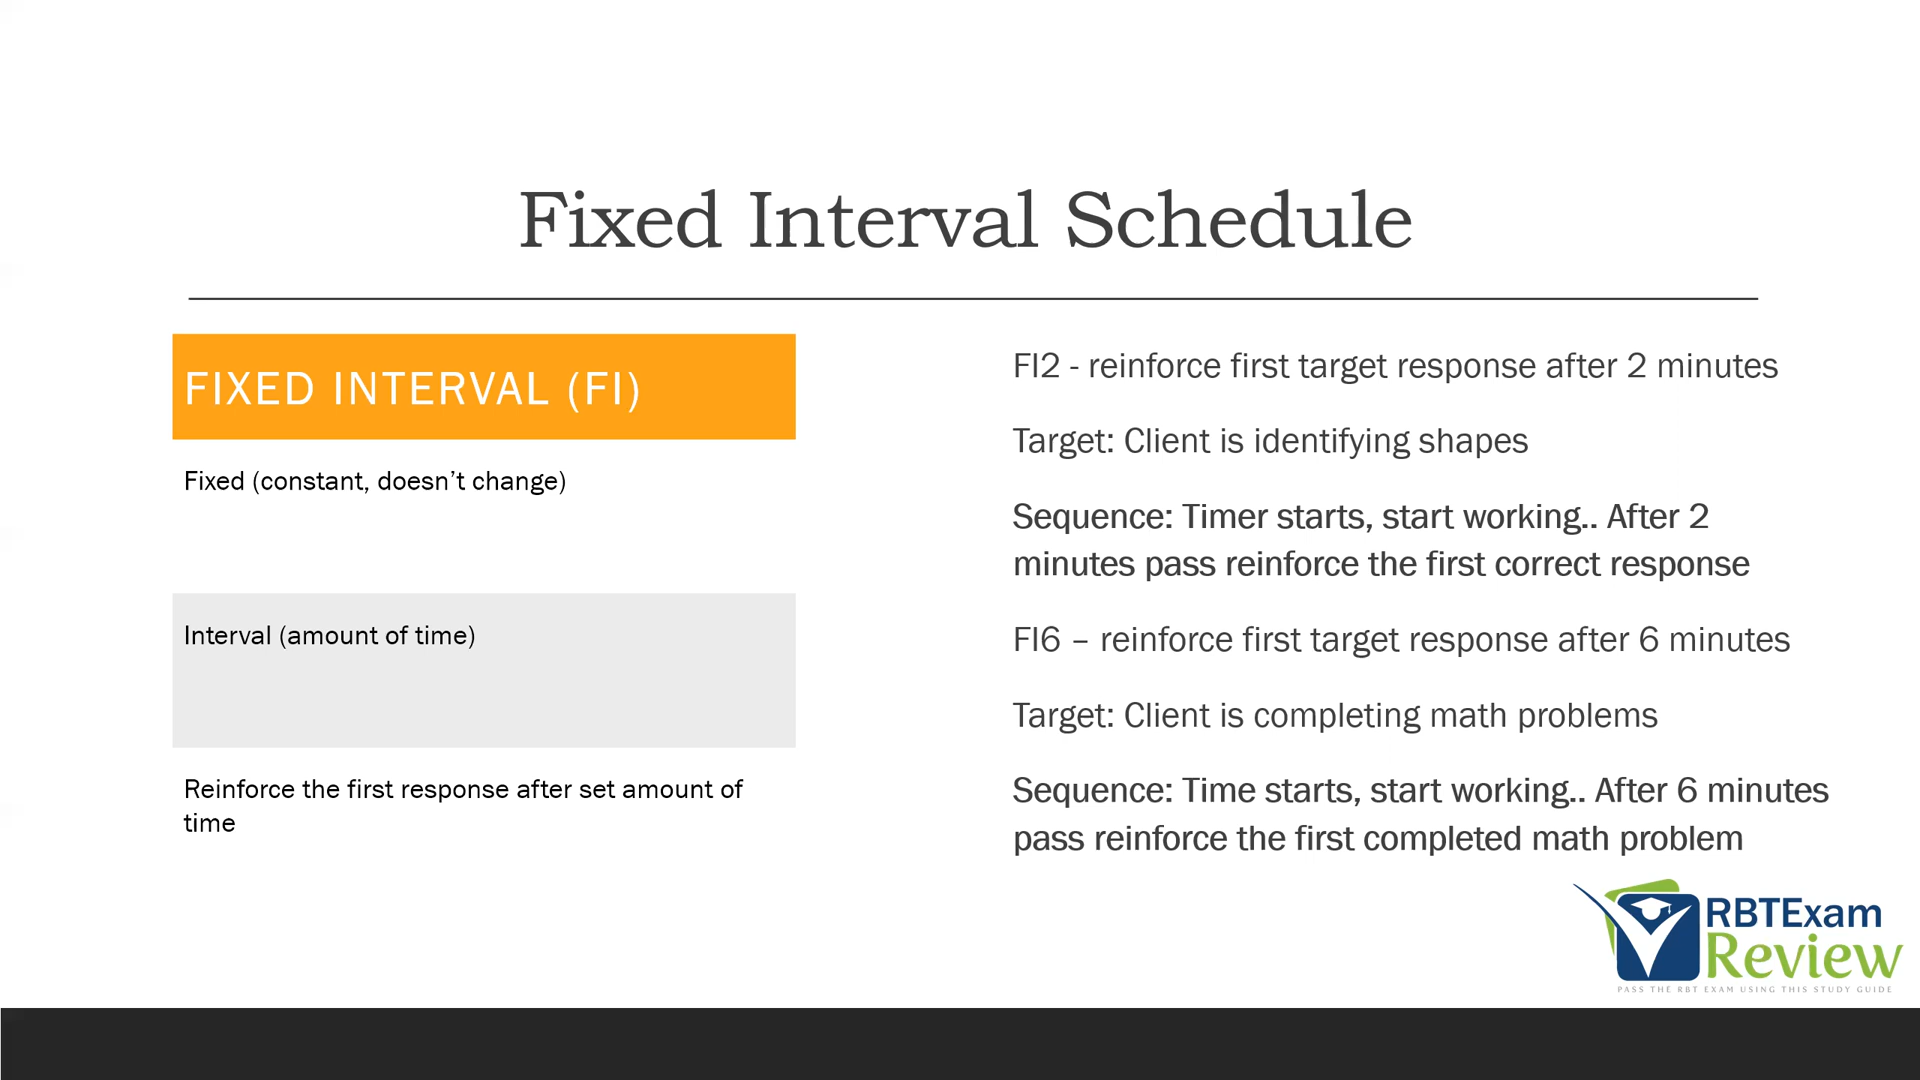 Fixed Interval Schedule
FIXED INTERVAL (FI)
Fixed (constant, doesn’t change)
Interval (amount of time)
Reinforce the first response after set amount of
time
FI2 - reinforce first target response after 2 minutes
Target: Client is identifying shapes
Sequence: Timer starts, start working.. After 2
minutes pass reinforce the first correct response
FI6 – reinforce first target response after 6 minutes
Target: Client is completing math problems
Sequence: Time starts, start working.. After 6 minutes
pass reinforce the first completed math problem
RBTExam
Review
PASS THE RBT EXAM USING THIS STUDY GUIDE